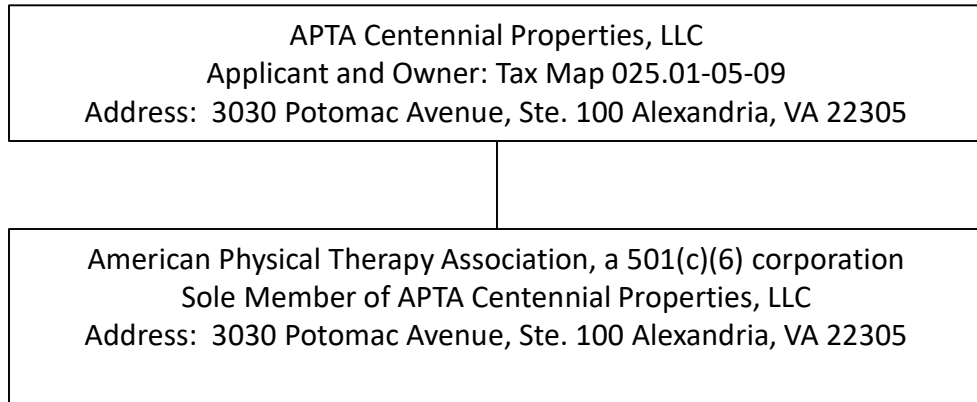 APTA Centennial Properties, LLC
Applicant and Owner: Tax Map 025.01-05-09
Address:  3030 Potomac Avenue, Ste. 100 Alexandria, VA 22305
American Physical Therapy Association, a 501(c)(6) corporation
Sole Member of APTA Centennial Properties, LLC
Address:  3030 Potomac Avenue, Ste. 100 Alexandria, VA 22305